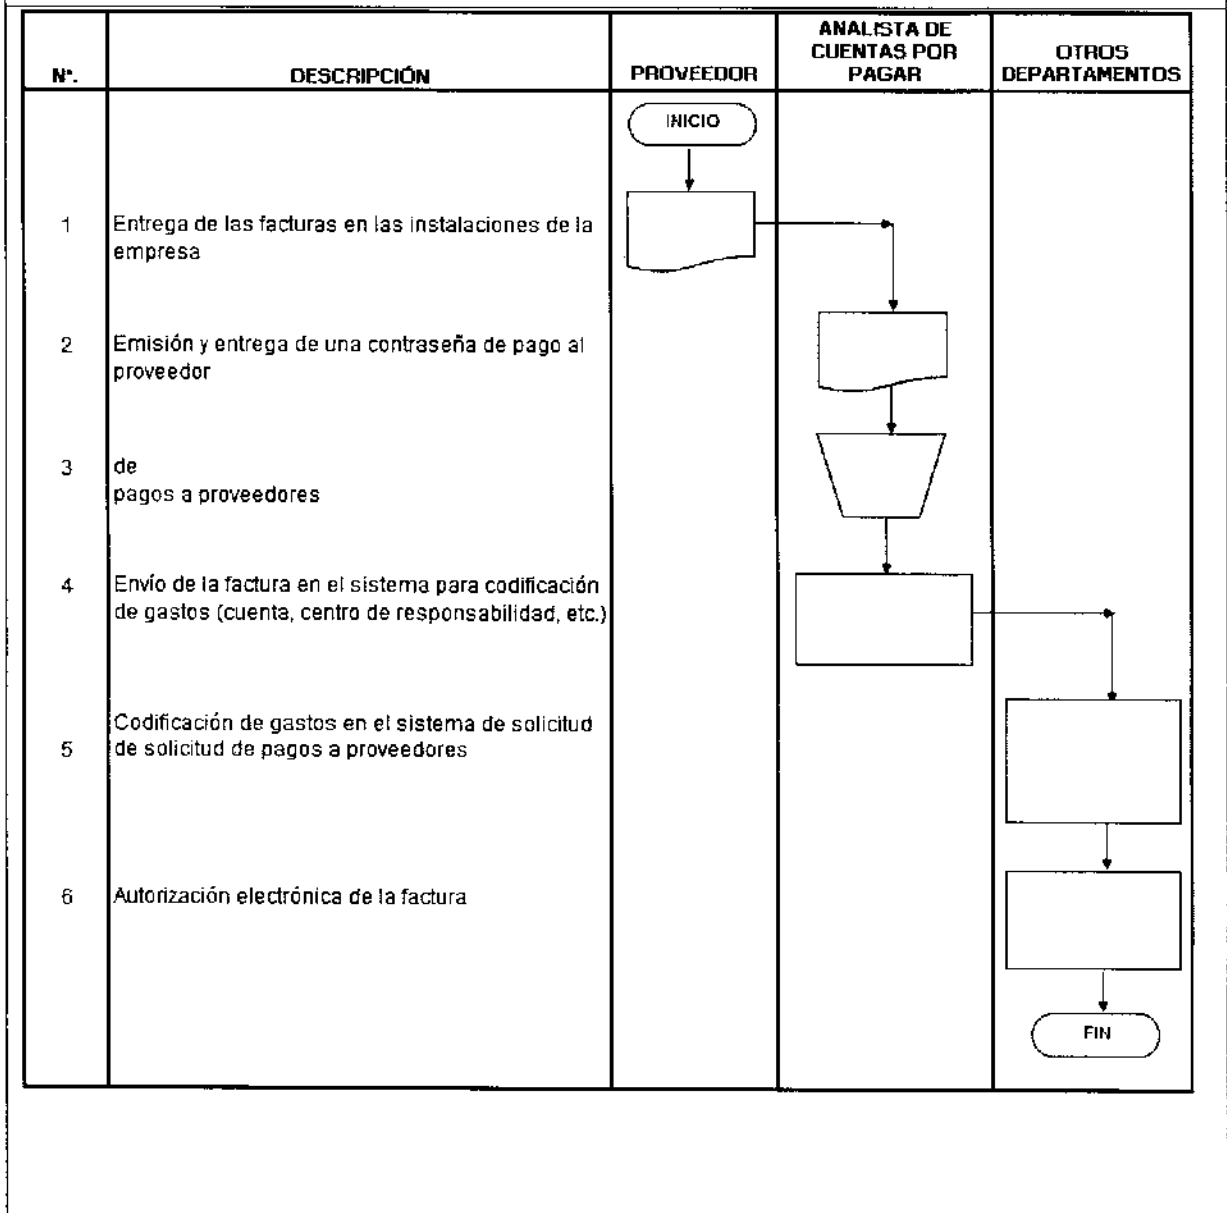 N°. DESCRIPCIÓN PROVEEDOR ANALISTA DE CUENTAS POR PAGAR OTROS DEPARTAMENTOS
INICIO
1 Entrega de las facturas en las instalaciones de la
empresa
2 Emisión y entrega de una contraseña de pago al
proveedor
3 de
pagos a proveedores
4 Envío de la factura en el sistema para codificación
de gastos (cuenta, centro de responsabilidad, etc.)
Codificación de gastos en el sistema de solicitud
5 de solicitud de pagos a proveedores
6 Autorización electrónica de la factura
FIN